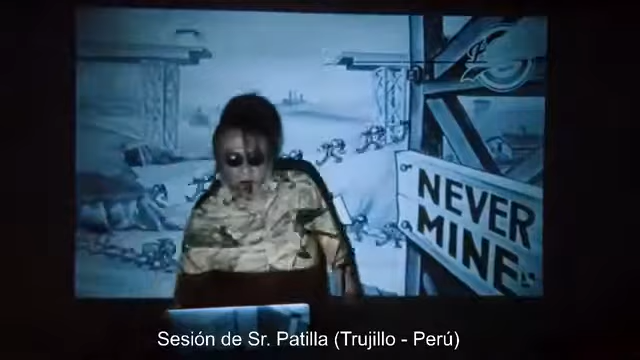 NEVER
MINE
Sesión de Sr. Patilla (Trujillo - Perú)